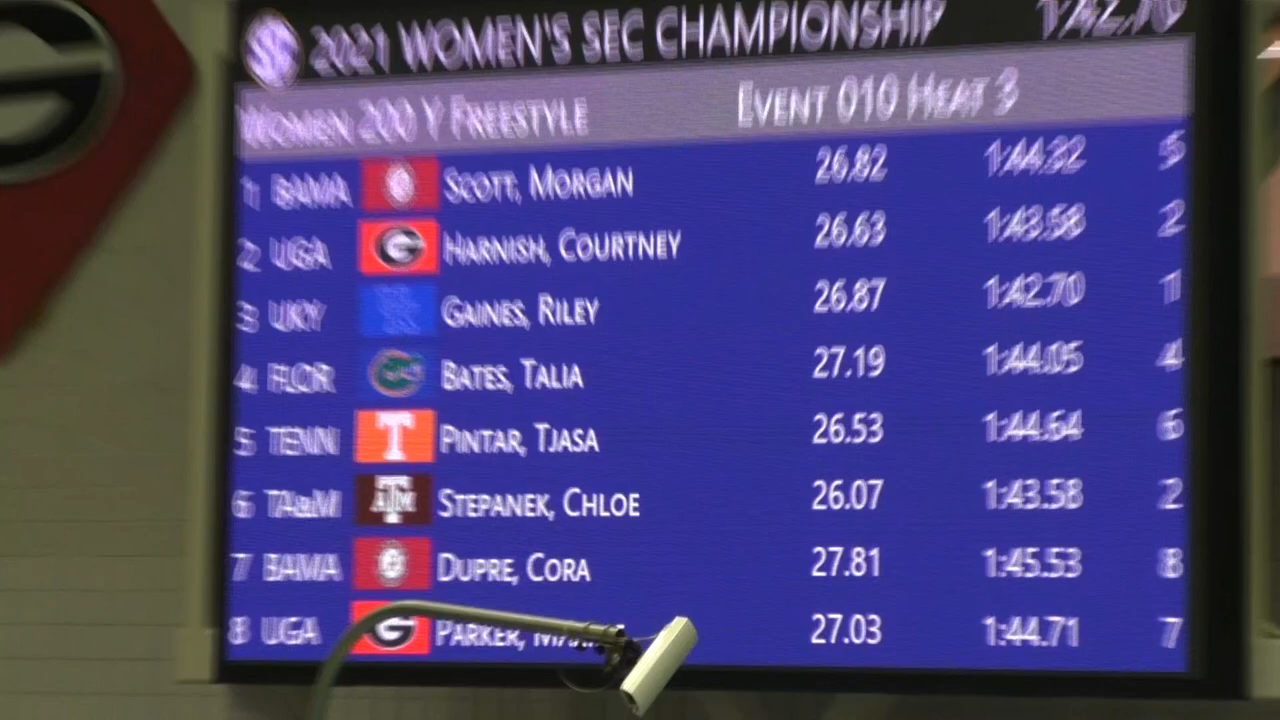 2021 WOMEN'S SEC CHAMPIONSHIP 1:42.70
WOMEN 200 Y FREESTYLE EVENT 010 HEAT 3
1 BAMA SCOTT, MORGAN 26.82 1:44.32 5
2 UGA G HARNISH, COURTNEY 26.63 1:43.58 2
3 UKY UK GAINES, RILEY 26.87 1:42.70 1
4 FLOR BATES, TALIA 27.19 1:44.05 4
5 TENN T PINTAR, TJASA 26.53 1:44.64 6
6 TA&M ATM STEPANEK, CHLOE 26.07 1:43.58 2
7 BAMA DUPRE, CORA 27.81 1:45.53 8
8 UGA G PARKER, 27.03 1:44.71 7